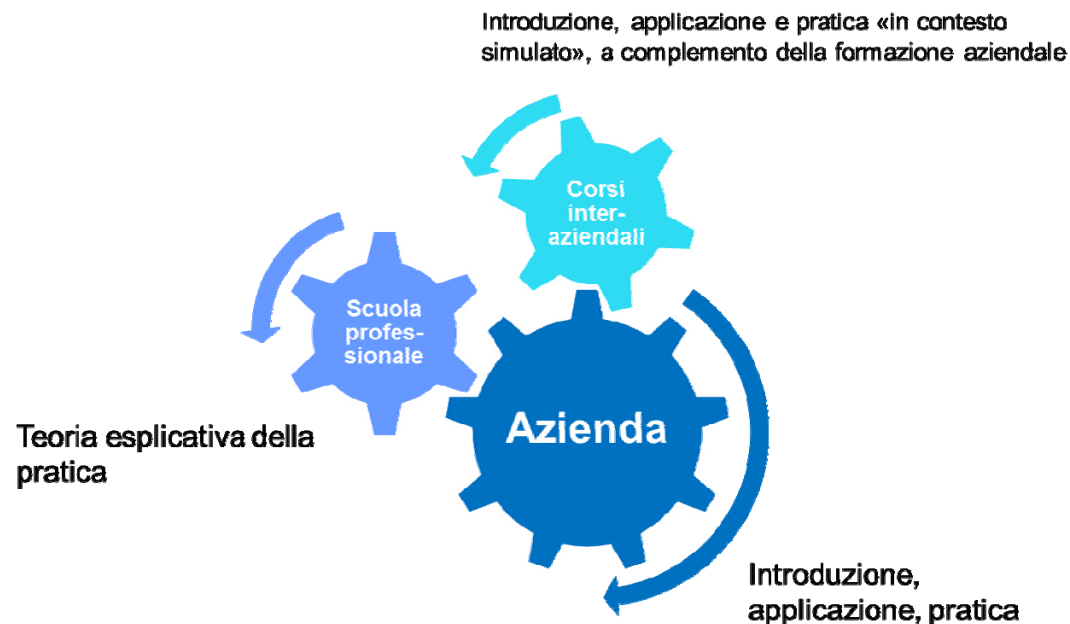 Introduzione, applicazione e pratica «in contesto
simulato», a complemento della formazione aziendale
Corsi
inter-
aziendali
Scuola
profes-
sionale
Azienda
Teoria esplicativa della
pratica
Introduzione,
applicazione, pratica